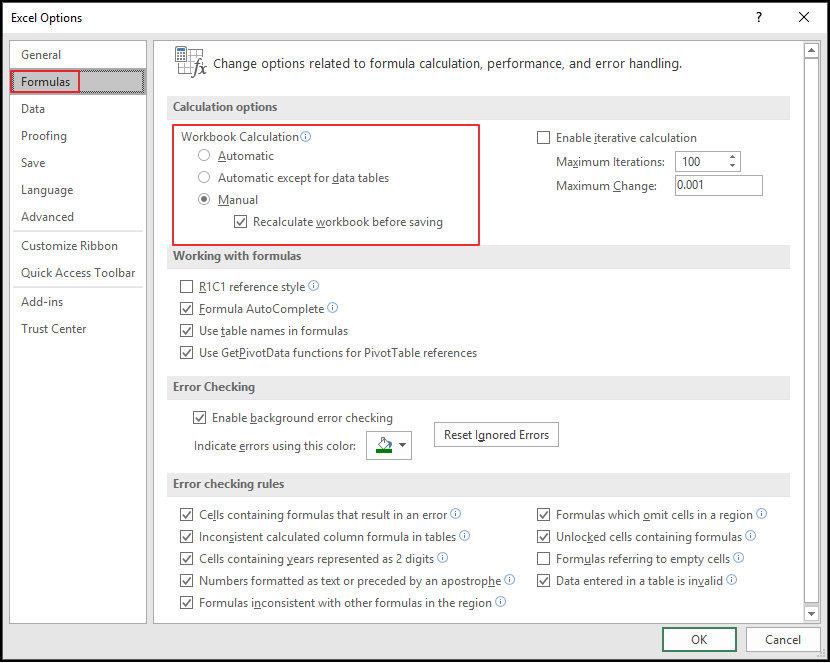 Excel Options
?
General
Formulas
Data
Proofing
Save
Language
Advanced
Customize Ribbon
Quick Access Toolbar
Add-ins
Trust Center
fx
Change options related to formula calculation, performance, and error handling.
Calculation options
Workbook Calculation
Automatic
Automatic except for data tables
Manual
Recalculate workbook before saving
Enable iterative calculation
Maximum Iterations: 100
Maximum Change: 0.001
Working with formulas
R1C1 reference style
Formula AutoComplete
Use table names in formulas
Use GetPivotData functions for PivotTable references
Error Checking
Enable background error checking
Indicate errors using this color:
Reset Ignored Errors
Error checking rules
Cells containing formulas that result in an error
Inconsistent calculated column formula in tables
Cells containing years represented as 2 digits
Numbers formatted as text or preceded by an apostrophe
Formulas inconsistent with other formulas in the region
Formulas which omit cells in a region
Unlocked cells containing formulas
Formulas referring to empty cells
Data entered in a table is invalid
OK
Cancel